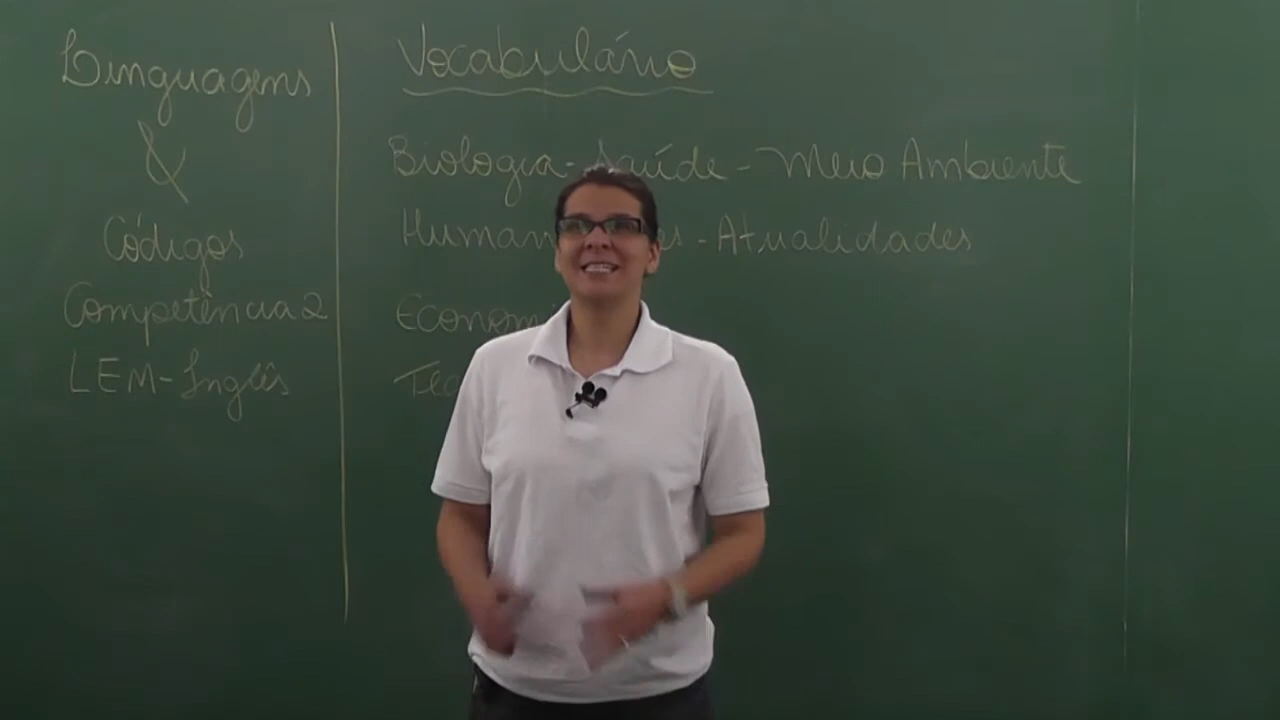 Linguagens
&
Códigos
Competência 2
LEM-Inglês
Vocabulário
Biologia - Saúde - Meio Ambiente
- Atualidades